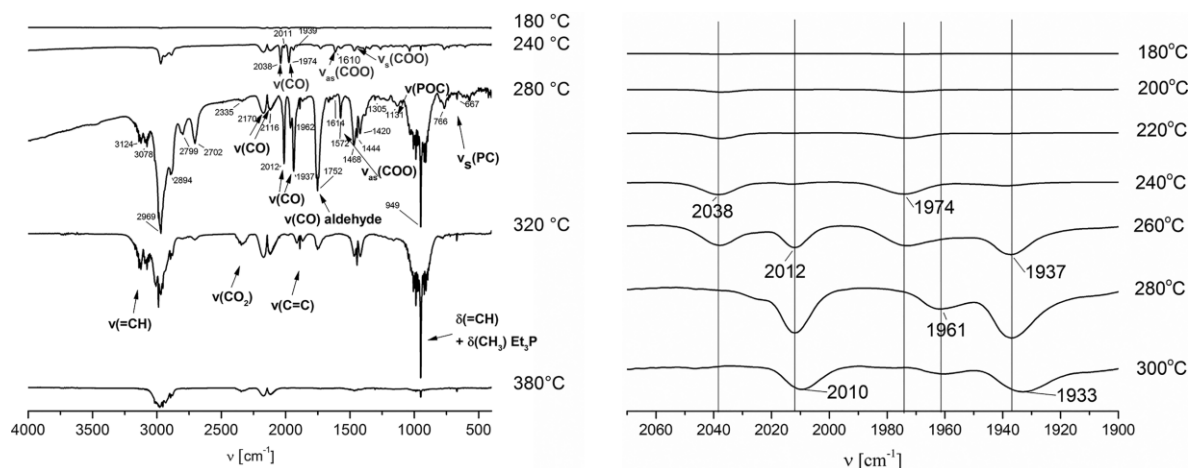 180 °C
2011
1939
240 °C
2038
1974
1610
ν(CO)
νas(COO)
νs(COO)
280 °C
2335
2170
2116
ν(CO)
1962
1614
1572
1305
1131
ν(POC)
1420
1444
1468
766
667
νs(PC)
3124
3078
2799
2702
2894
2012
1937
1752
νas(COO)
ν(CO)
ν(CO) aldehyde
2969
949
320 °C
ν(=CH)
ν(CO2)
ν(C=C)
δ(=CH)
+ δ(CH3) Et3P
380°C
4000 3500 3000 2500 2000 1500 1000 500
ν [cm-1]
180°C
200°C
220°C
240°C
2038
1974
260°C
2012
1937
280°C
1961
300°C
2010
1933
2060 2040 2020 2000 1980 1960 1940 1920 1900
ν [cm-1]